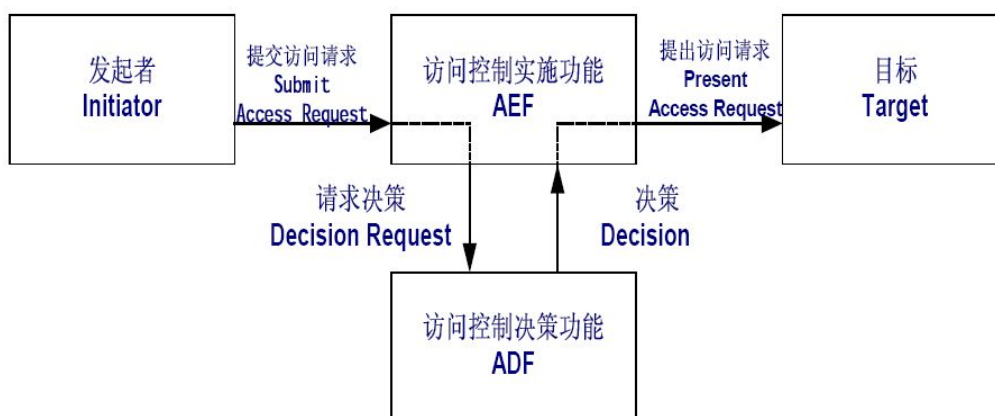 发起者
Initiator
提交访问请求
Submit
Access Request
访问控制实施功能
AEF
提出访问请求
Present
Access Request
目标
Target
请求决策
Decision Request
决策
Decision
访问控制决策功能
ADF